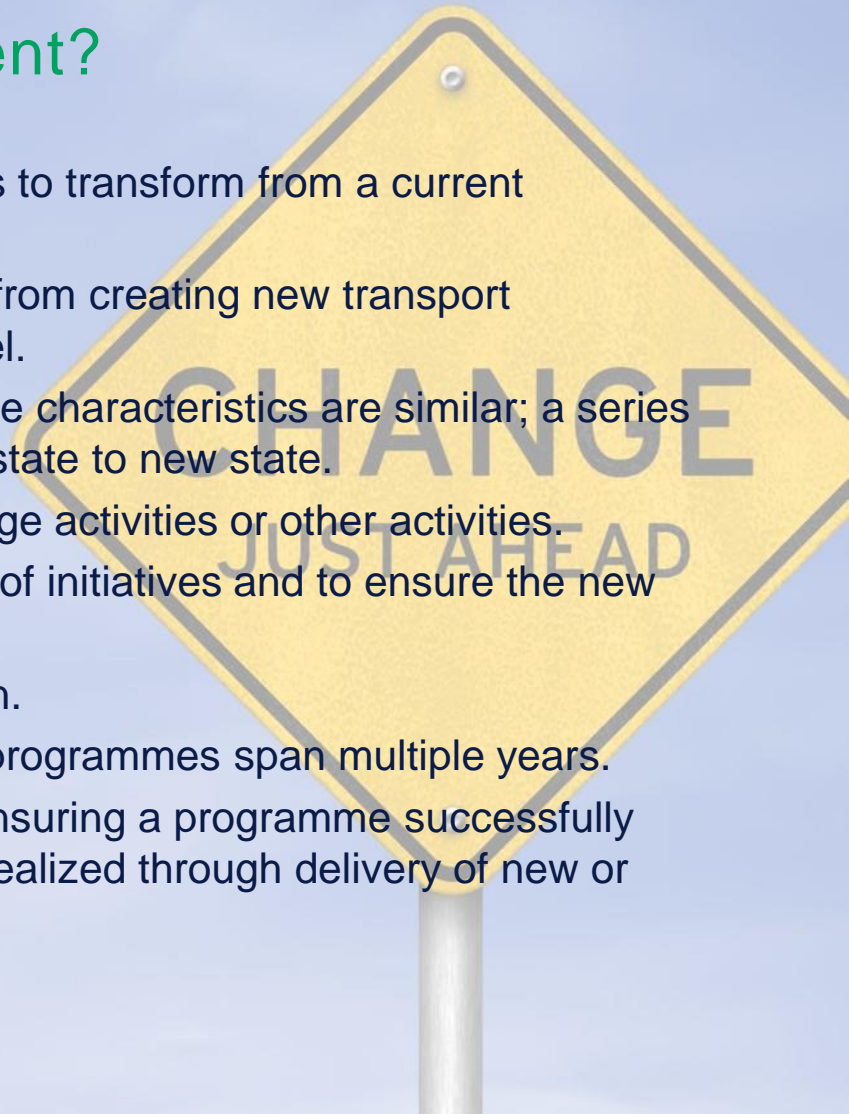 ent?
s to transform from a current
from creating new transport
el.
e characteristics are similar; a series
state to new state.
CHANGE
ge activities or other activities.
JUST AHEAD
of initiatives and to ensure the new
n.
programmes span multiple years.
nsuring a programme successfully
ealized through delivery of new or